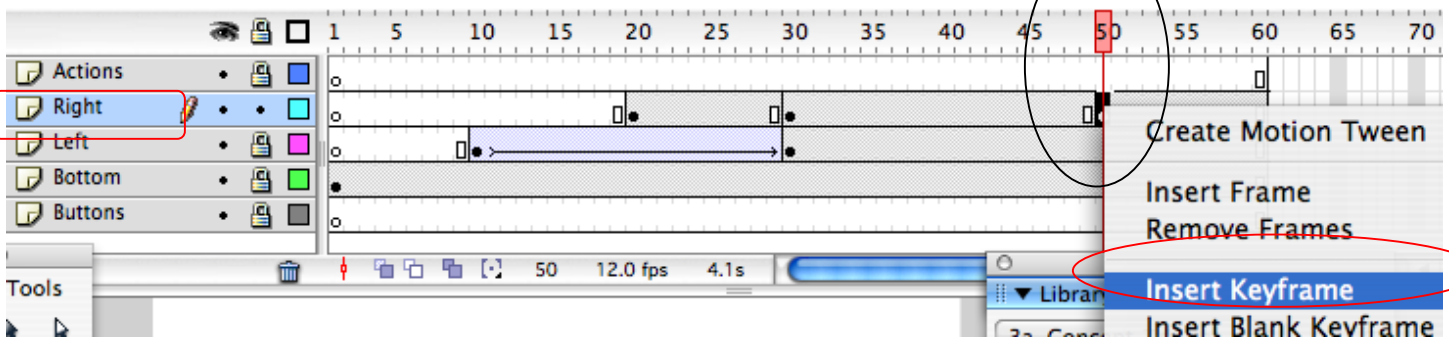 1 5 10 15 20 25 30 35 40 45 50 55 60 65 70
Actions
Right
Left
Bottom
Buttons
50 12.0 fps 4.1s
Tools
Create Motion Tween
Insert Frame
Remove Frames
Insert Keyframe
Insert Blank Keyframe